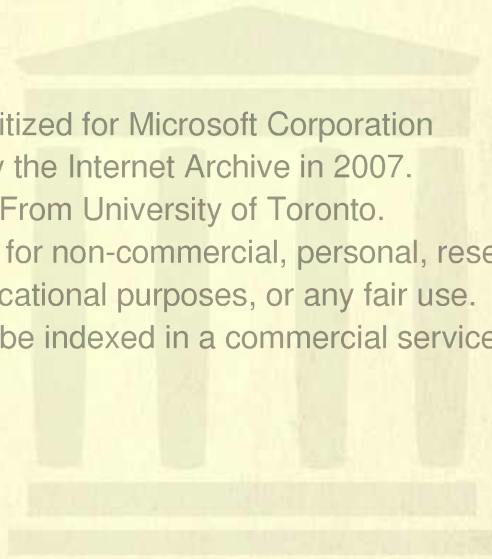 itized for Microsoft Corporation
the Internet Archive in 2007.
From University of Toronto.
for non-commercial, personal, rese
cational purposes, or any fair use.
be indexed in a commercial service